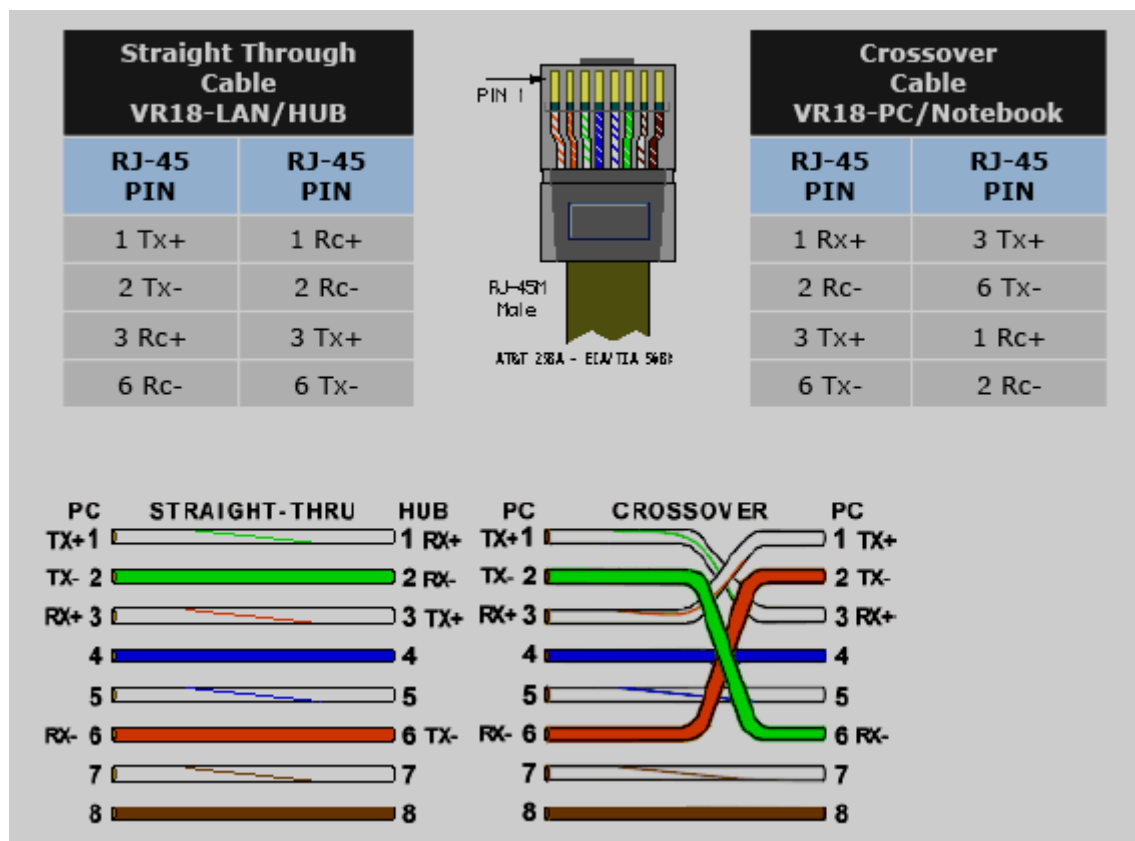 Straight Through
Cable
VR18-LAN/HUB
RJ-45 PIN RJ-45 PIN
1 Tx+ 1 Rc+
2 Tx- 2 Rc-
3 Rc+ 3 Tx+
6 Rc- 6 Tx-
PIN 1
RJ-45M
Male
AT&T 258A - EIA/TIA 568B
Crossover
Cable
VR18-PC/Notebook
RJ-45 PIN RJ-45 PIN
1 Rx+ 3 Tx+
2 Rc- 6 Tx-
3 Tx+ 1 Rc+
6 Tx- 2 Rc-
PC STRAIGHT-THRU HUB
TX+ 1 1 RX+
TX- 2 2 RX-
RX+ 3 3 TX+
4 4
5 5
RX- 6 6 TX-
7 7
8 8
PC CROSSOVER PC
TX+ 1 1 TX+
TX- 2 2 TX-
RX+ 3 3 RX+
4 4
5 5
RX- 6 6 RX-
7 7
8 8